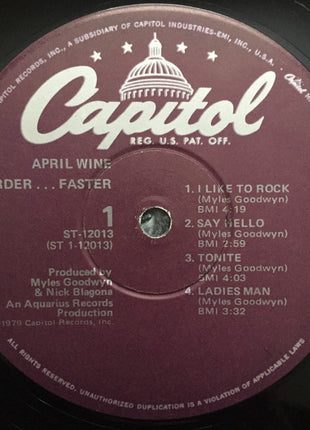 CAPITOL RECORDS, INC., A SUBSIDIARY OF CAPITOL INDUSTRIES-EMI, INC., U.S.A.
Capitol
REG. U.S. PAT. OFF.
APRIL WINE
RDER . . . FASTER
1
ST-12013
(ST 1-12013)
Produced by
Myles Goodwyn
& Nick Blagona
An Aquarius Records
Production
1979 Capitol Records, Inc.
1. I LIKE TO ROCK
(Myles Goodwyn)
BMI 4:19
2. SAY HELLO
(Myles Goodwyn)
BMI 2:59
3. TONITE
(Myles Goodwyn)
BMI 4:03
4. LADIES MAN
(Myles Goodwyn)
BMI 3:32
ALL RIGHTS RESERVED. UNAUTHORIZED DUPLICATION IS A VIOLATION OF APPLICABLE LAWS